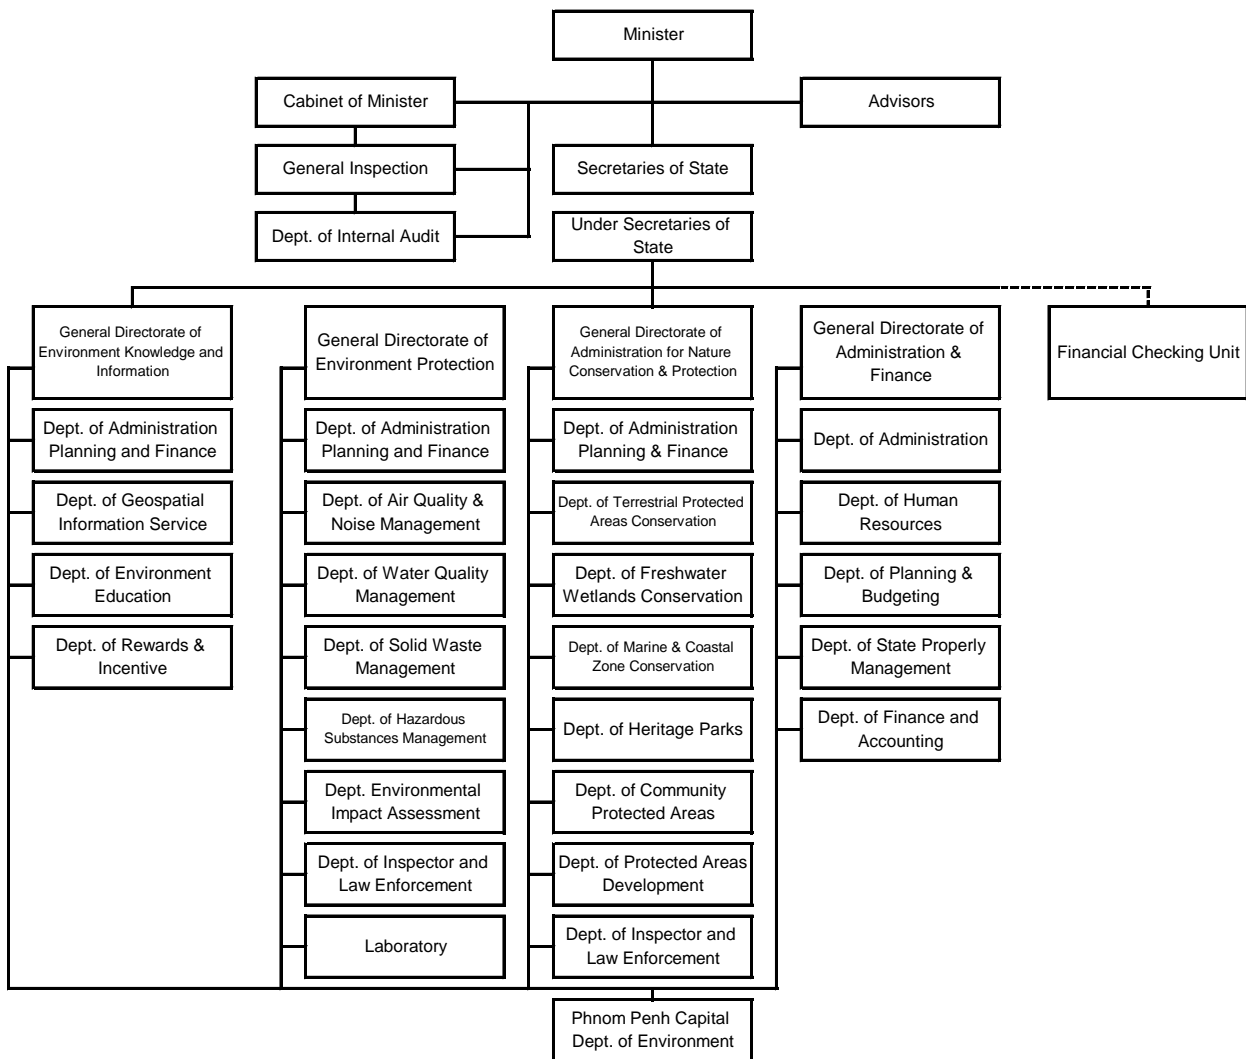 Minister
Cabinet of Minister
Advisors
General Inspection
Secretaries of State
Dept. of Internal Audit
Under Secretaries of
State
General Directorate of
Environment Knowledge and
Information
General Directorate of
Environment Protection
General Directorate of
Administration for Nature
Conservation & Protection
General Directorate of
Administration &
Finance
Financial Checking Unit
Dept. of Administration
Planning and Finance
Dept. of Administration
Planning and Finance
Dept. of Administration
Planning & Finance
Dept. of Administration
Dept. of Geospatial
Information Service
Dept. of Air Quality &
Noise Management
Dept. of Terrestrial Protected
Areas Conservation
Dept. of Human
Resources
Dept. of Environment
Education
Dept. of Water Quality
Management
Dept. of Freshwater
Wetlands Conservation
Dept. of Planning &
Budgeting
Dept. of Rewards &
Incentive
Dept. of Solid Waste
Management
Dept. of Marine & Coastal
Zone Conservation
Dept. of State Properly
Management
Dept. of Hazardous
Substances Management
Dept. of Heritage Parks
Dept. of Finance and
Accounting
Dept. Environmental
Impact Assessment
Dept. of Community
Protected Areas
Dept. of Inspector and
Law Enforcement
Dept. of Protected Areas
Development
Laboratory
Dept. of Inspector and
Law Enforcement
Phnom Penh Capital
Dept. of Environment